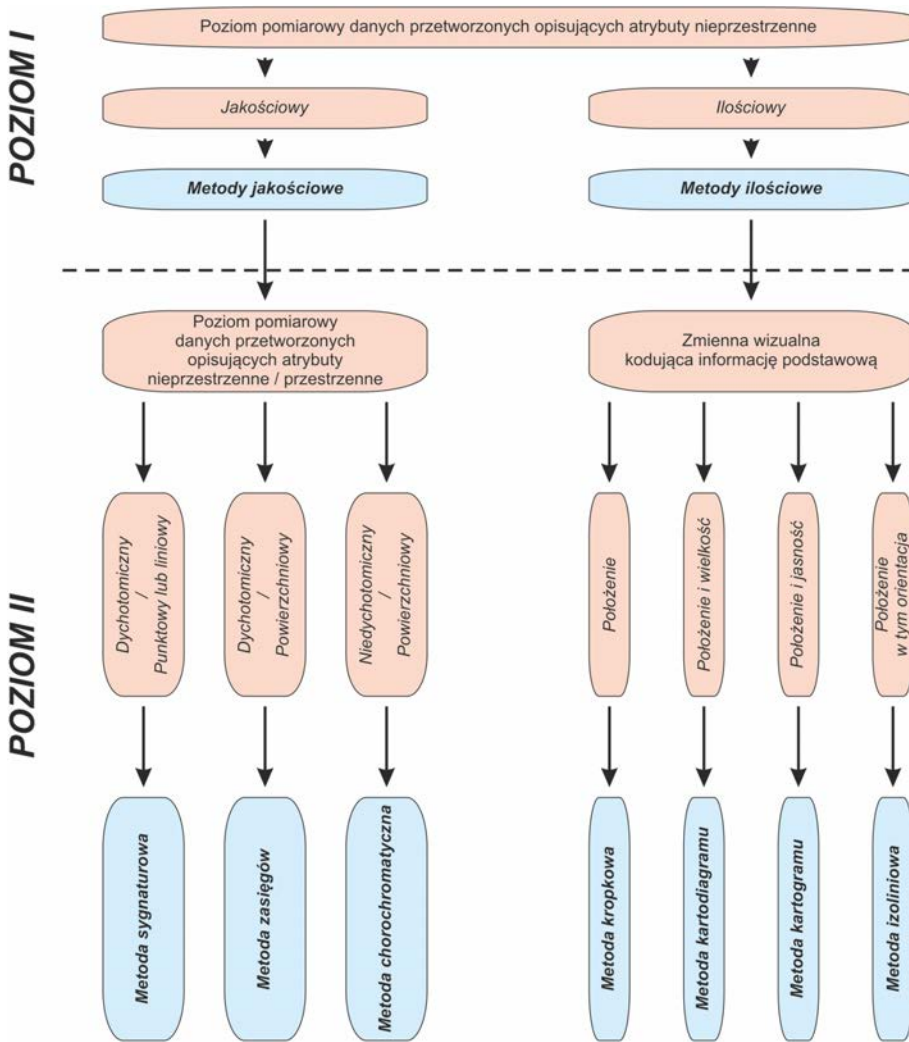 POZIOM I
Poziom pomiarowy danych przetworzonych opisujących atrybuty nieprzestrzenne
Jakościowy
Ilościowy
Metody jakościowe
Metody ilościowe
POZIOM II
Poziom pomiarowy
danych przetworzonych
opisujących atrybuty
nieprzestrzenne / przestrzenne
Zmienna wizualna
kodująca informację podstawową
Dychotomiczny
/
Punktowy lub liniowy
Dychotomiczny
/
Powierzchniowy
Niedychotomiczny
/
Powierzchniowy
Położenie
Położenie i wielkość
Położenie i jasność
Położenie
w tym orientacja
Metoda sygnaturowa
Metoda zasięgów
Metoda chorochromatyczna
Metoda kropkowa
Metoda kartodiagramu
Metoda kartogramu
Metoda izoliniowa